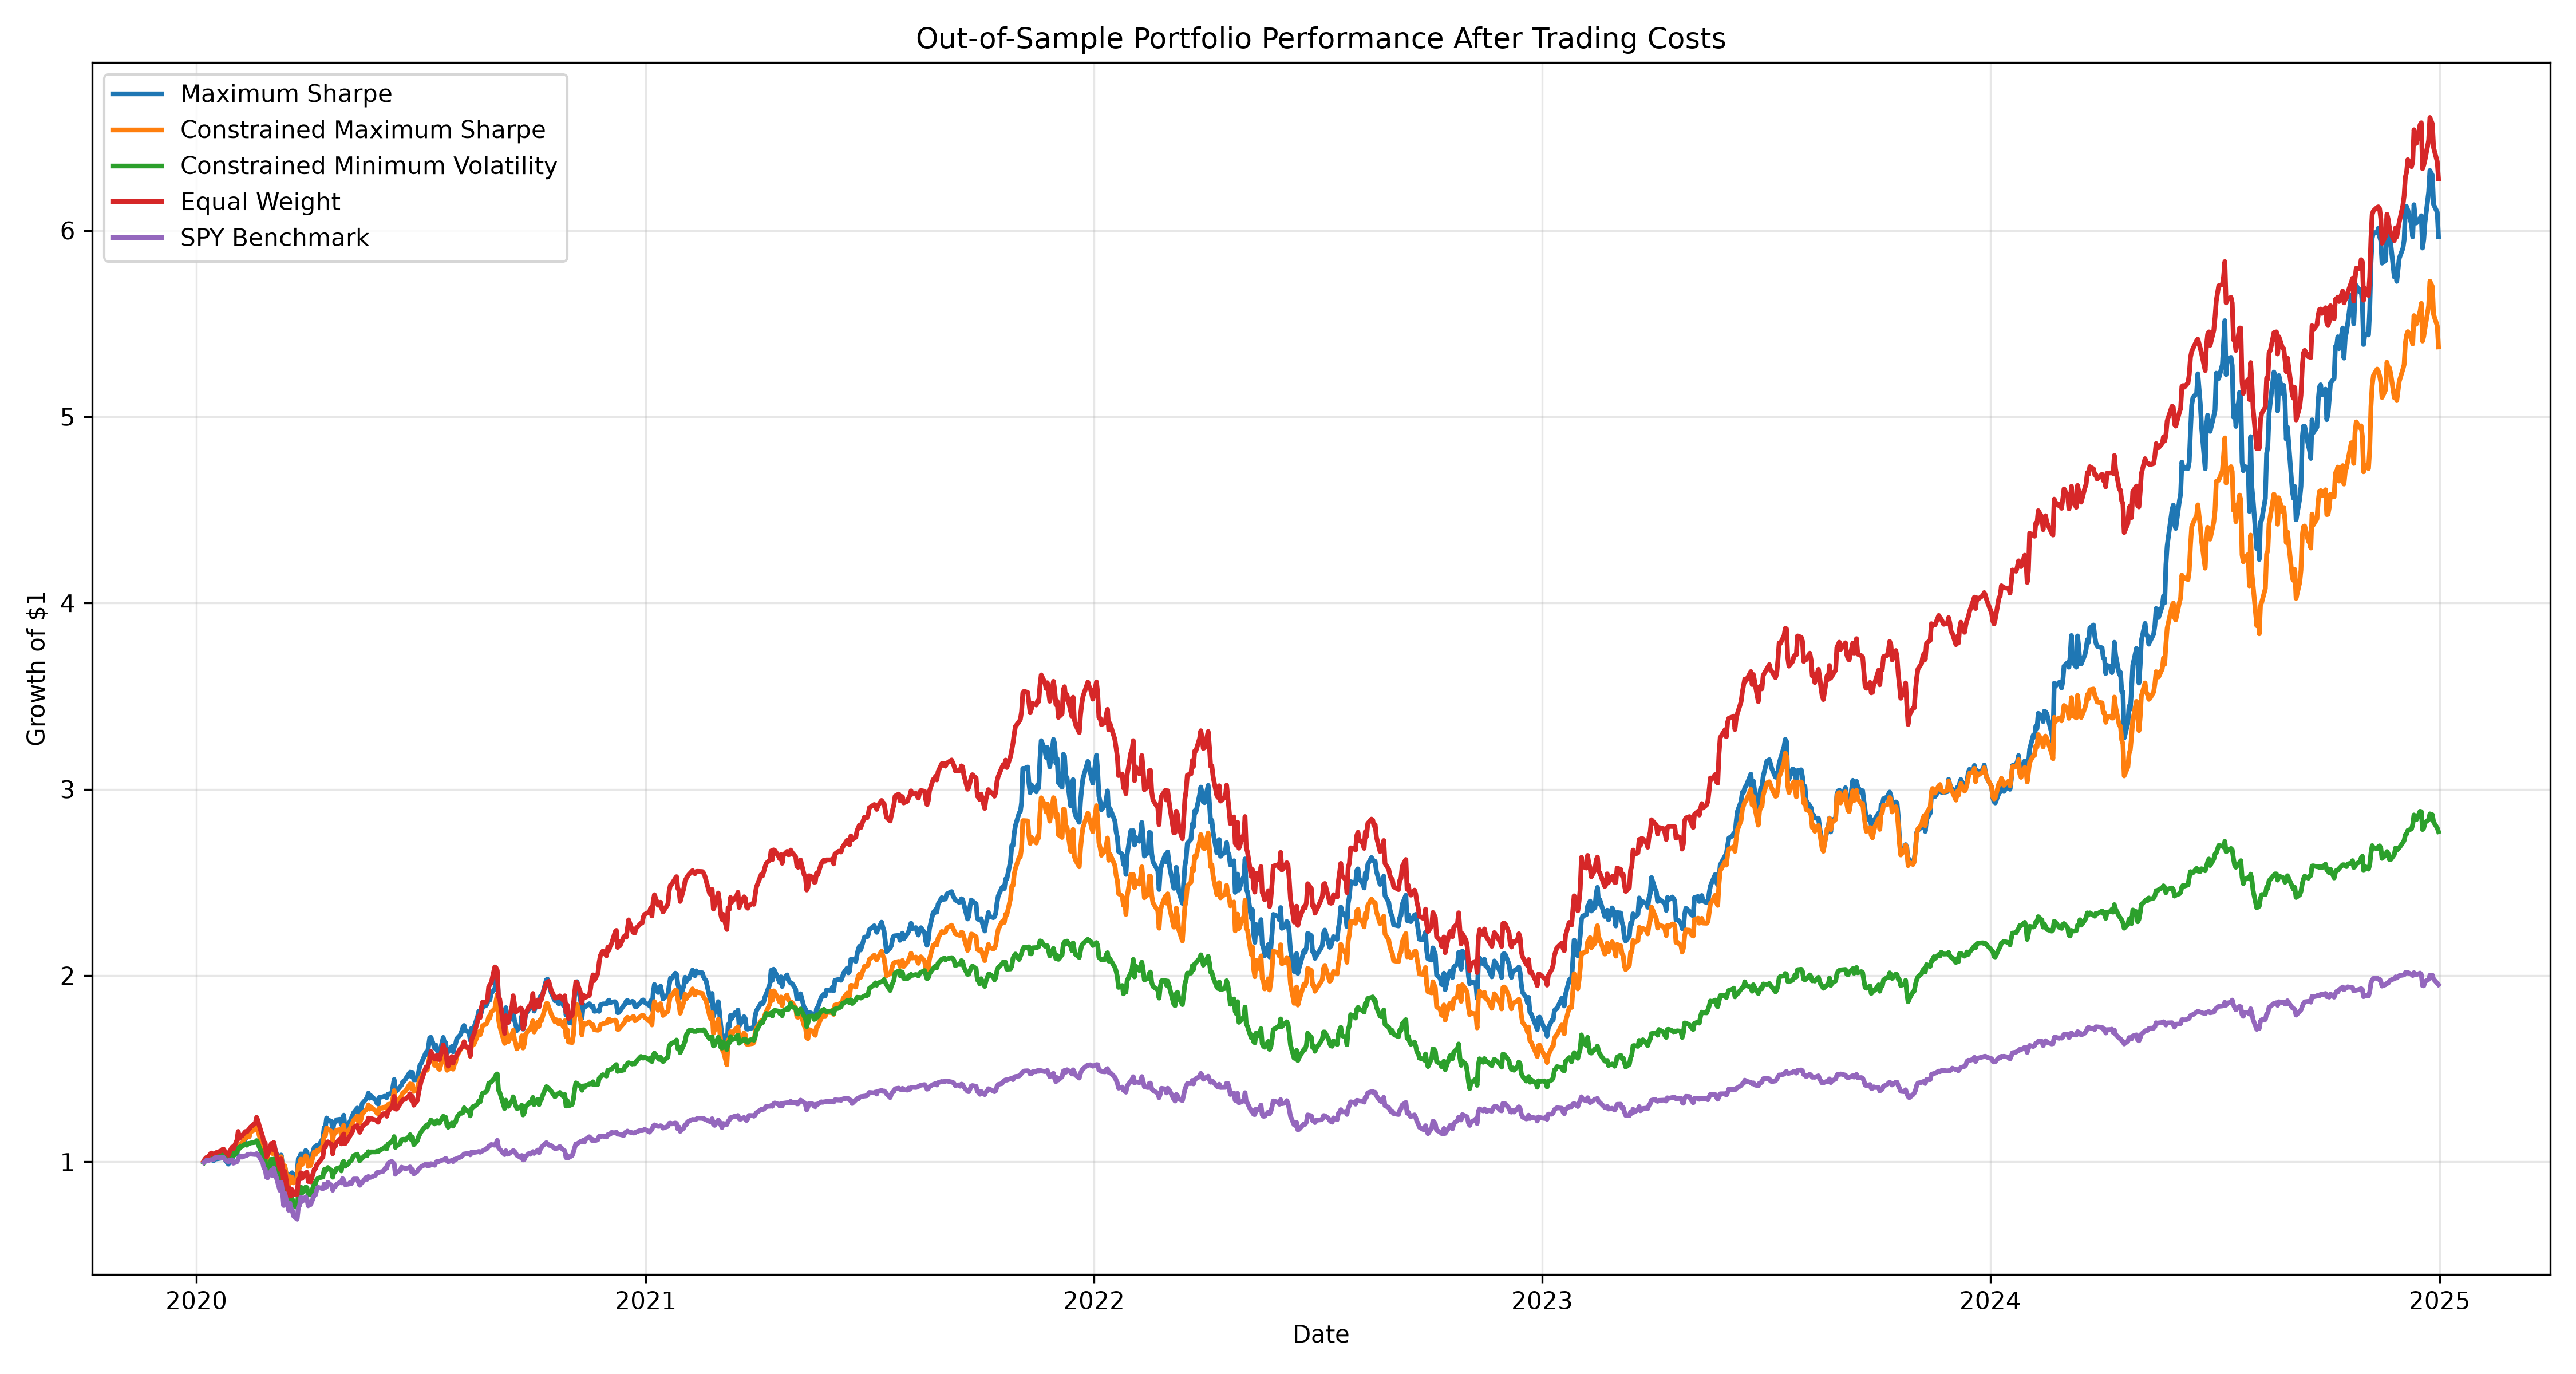 Out-of-Sample Portfolio Performance After Trading Costs
Maximum Sharpe
Constrained Maximum Sharpe
Constrained Minimum Volatility
Equal Weight
SPY Benchmark
Growth of $1
6
5
4
3
2
1
2020
2021
2022
2023
2024
2025
Date